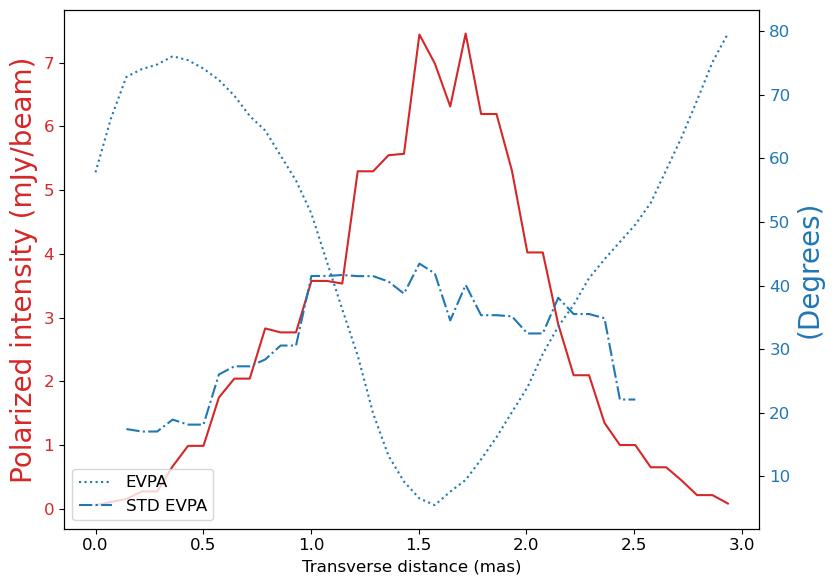 Polarized intensity (mJy/beam)
7
6
5
4
3
2
1
0
80
70
60
50
40
30
20
10
(Degrees)
EVPA
STD EVPA
0.0 0.5 1.0 1.5 2.0 2.5 3.0
Transverse distance (mas)